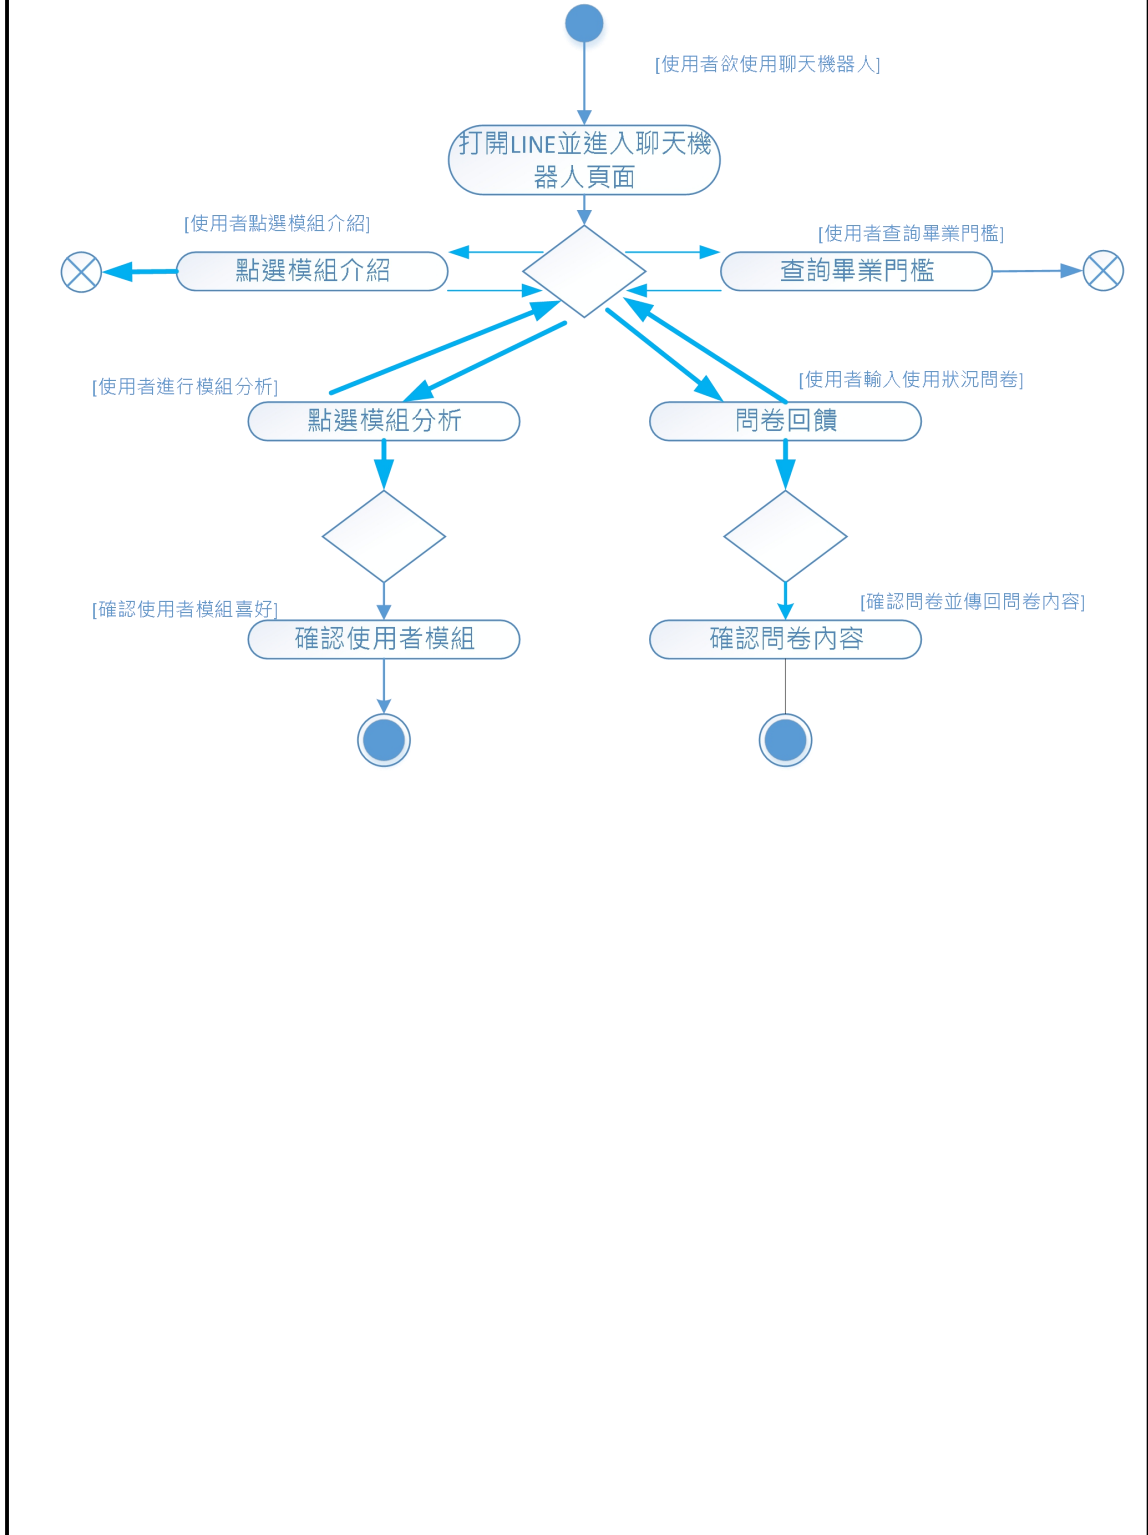 [使用者欲使用聊天機器人]
打開LINE並進入聊天機
器人頁面
[使用者點選模組介紹]
[使用者查詢畢業門檻]
點選模組介紹
查詢畢業門檻
[使用者進行模組分析]
[使用者輸入使用狀況問卷]
點選模組分析
問卷回饋
[確認使用者模組喜好]
[確認問卷並傳回問卷內容]
確認使用者模組
確認問卷內容